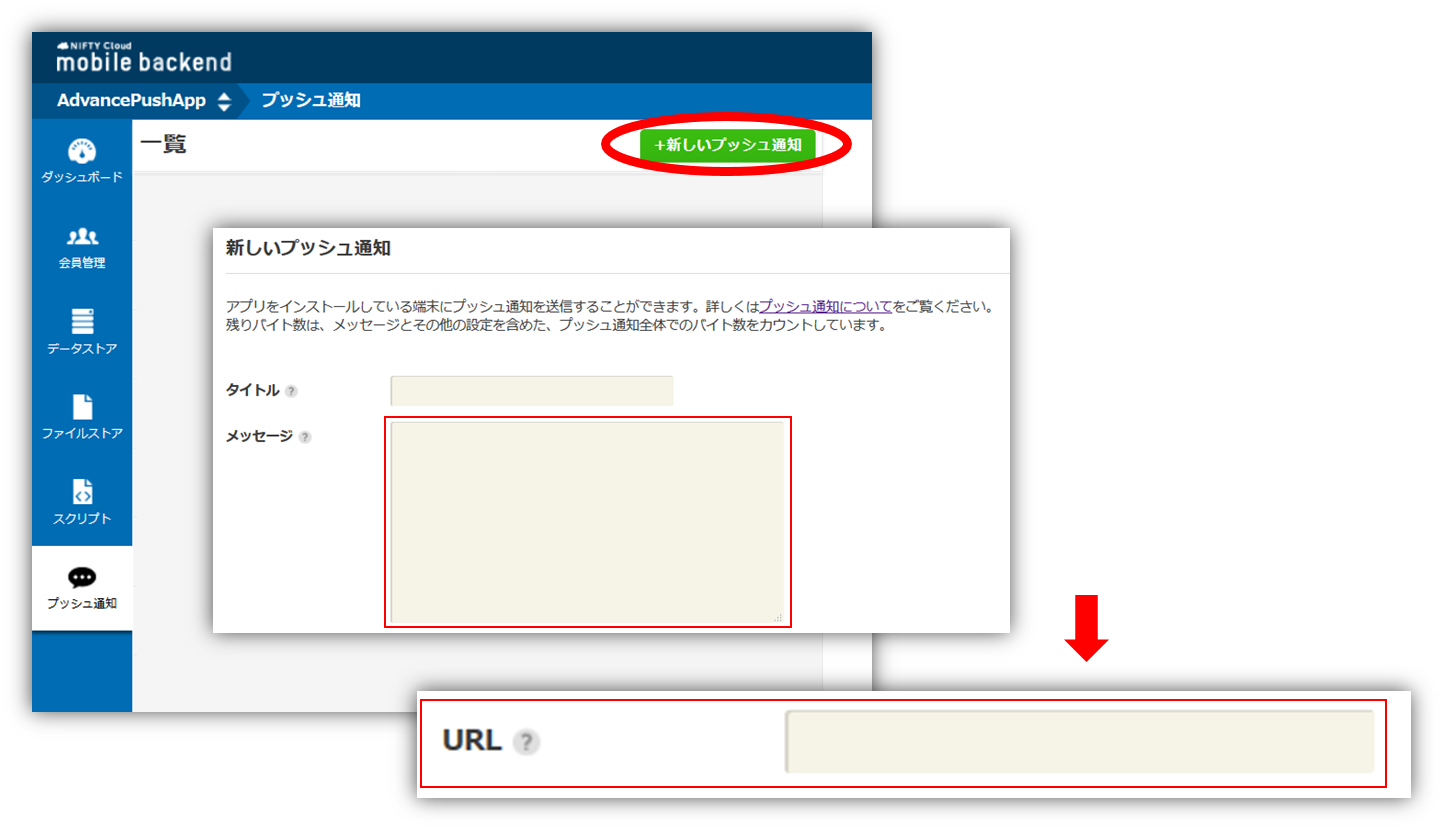 NIFTY Cloud
mobile backend
AdvancePushApp プッシュ通知
一覧
+新しいプッシュ通知
ダッシュボード
会員管理
データストア
ファイルストア
スクリプト
プッシュ通知
新しいプッシュ通知
アプリをインストールしている端末にプッシュ通知を送信することができます。詳しくはプッシュ通知についてをご覧ください。
残りバイト数は、メッセージとその他の設定を含めた、プッシュ通知全体でのバイト数をカウントしています。
タイトル ?
メッセージ ?
URL ?